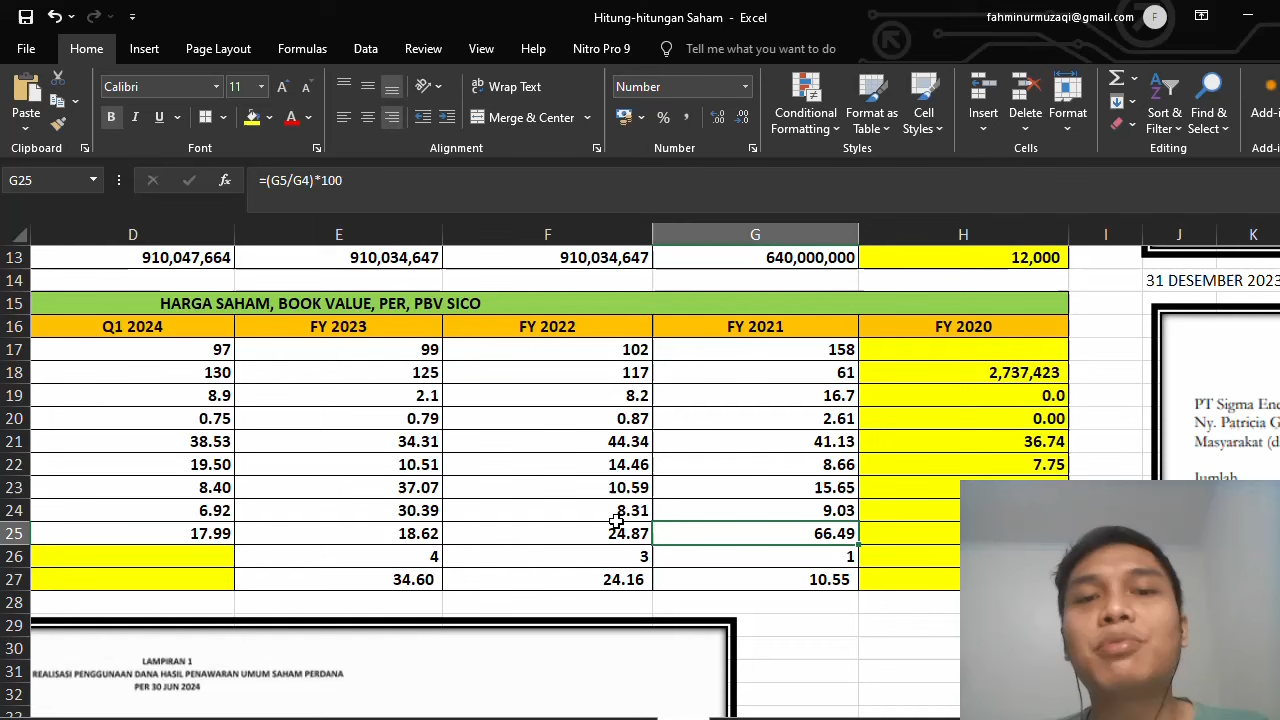 Hitung-hitungan Saham - Excel
fahminurmuzaqi@gmail.com
F
File Home Insert Page Layout Formulas Data Review View Help Nitro Pro 9 Tell me what you want to do
Paste
Calibri 11
B I U
Wrap Text
Merge & Center
Number
Conditional Formatting
Format as Table
Cell Styles
Insert Delete Format
Sort & Filter
Find & Select
Add-i
Clipboard Font Alignment Number Styles Cells Editing Add-i
G25 fx =(G5/G4)*100
D E F G H I J K
13 910,047,664 910,034,647 910,034,647 640,000,000 12,000
14 31 DESEMBER 2023
15 HARGA SAHAM, BOOK VALUE, PER, PBV SICO
16 Q1 2024 FY 2023 FY 2022 FY 2021 FY 2020
17 97 99 102 158
18 130 125 117 61 2,737,423
19 8.9 2.1 8.2 16.7 0.0
20 0.75 0.79 0.87 2.61 0.00
21 38.53 34.31 44.34 41.13 36.74
22 19.50 10.51 14.46 8.66 7.75
23 8.40 37.07 10.59 15.65
24 6.92 30.39 8.31 9.03
25 17.99 18.62 24.87 66.49
26 4 3 1
27 34.60 24.16 10.55
28
29
30
31
32
PT Sigma Ene
Ny. Patricia G
Masyarakat (d
Jumlah
LAMPIRAN 1
REALISASI PENGGUNAAN DANA HASIL PENAWARAN UMUM SAHAM PERDANA
PER 30 JUN 2024